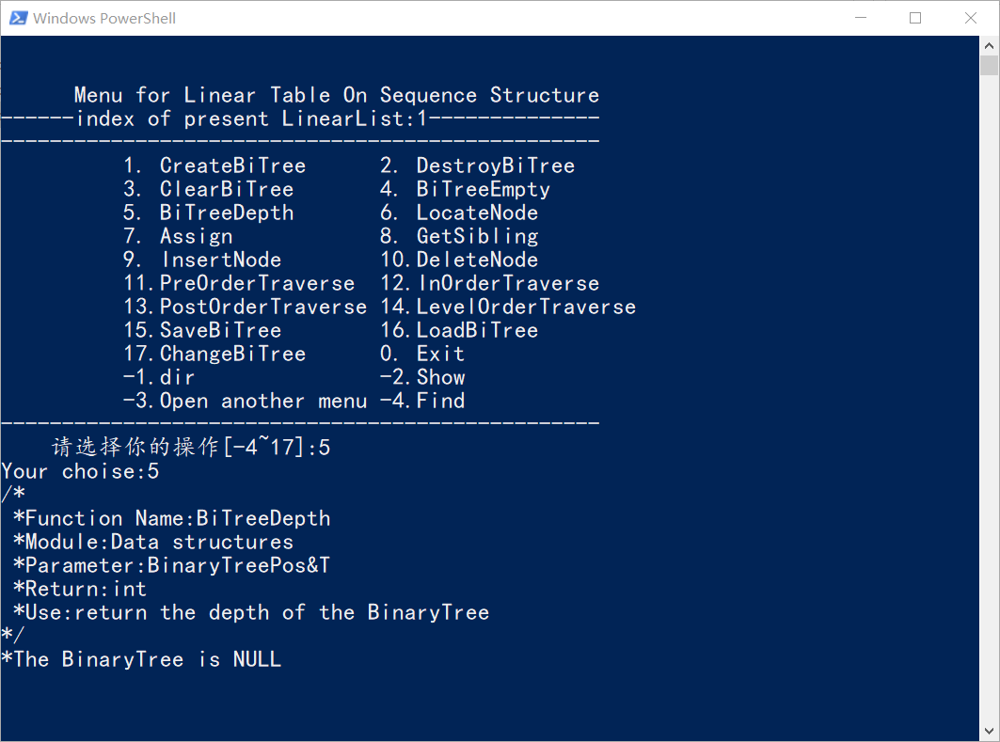 Windows PowerShell
Menu for Linear Table On Sequence Structure
------index of present LinearList:1--------------
-------------------------------------------------
1. CreateBiTree 2. DestroyBiTree
3. ClearBiTree 4. BiTreeEmpty
5. BiTreeDepth 6. LocateNode
7. Assign 8. GetSibling
9. InsertNode 10.DeleteNode
11.PreOrderTraverse 12.InOrderTraverse
13.PostOrderTraverse 14.LevelOrderTraverse
15.SaveBiTree 16.LoadBiTree
17.ChangeBiTree 0. Exit
-1.dir -2.Show
-3.Open another menu -4.Find
-------------------------------------------------
请选择你的操作[-4~17]:5
Your choise:5
/*
*Function Name:BiTreeDepth
*Module:Data structures
*Parameter:BinaryTreePos&T
*Return:int
*Use:return the depth of the BinaryTree
*/
*The BinaryTree is NULL